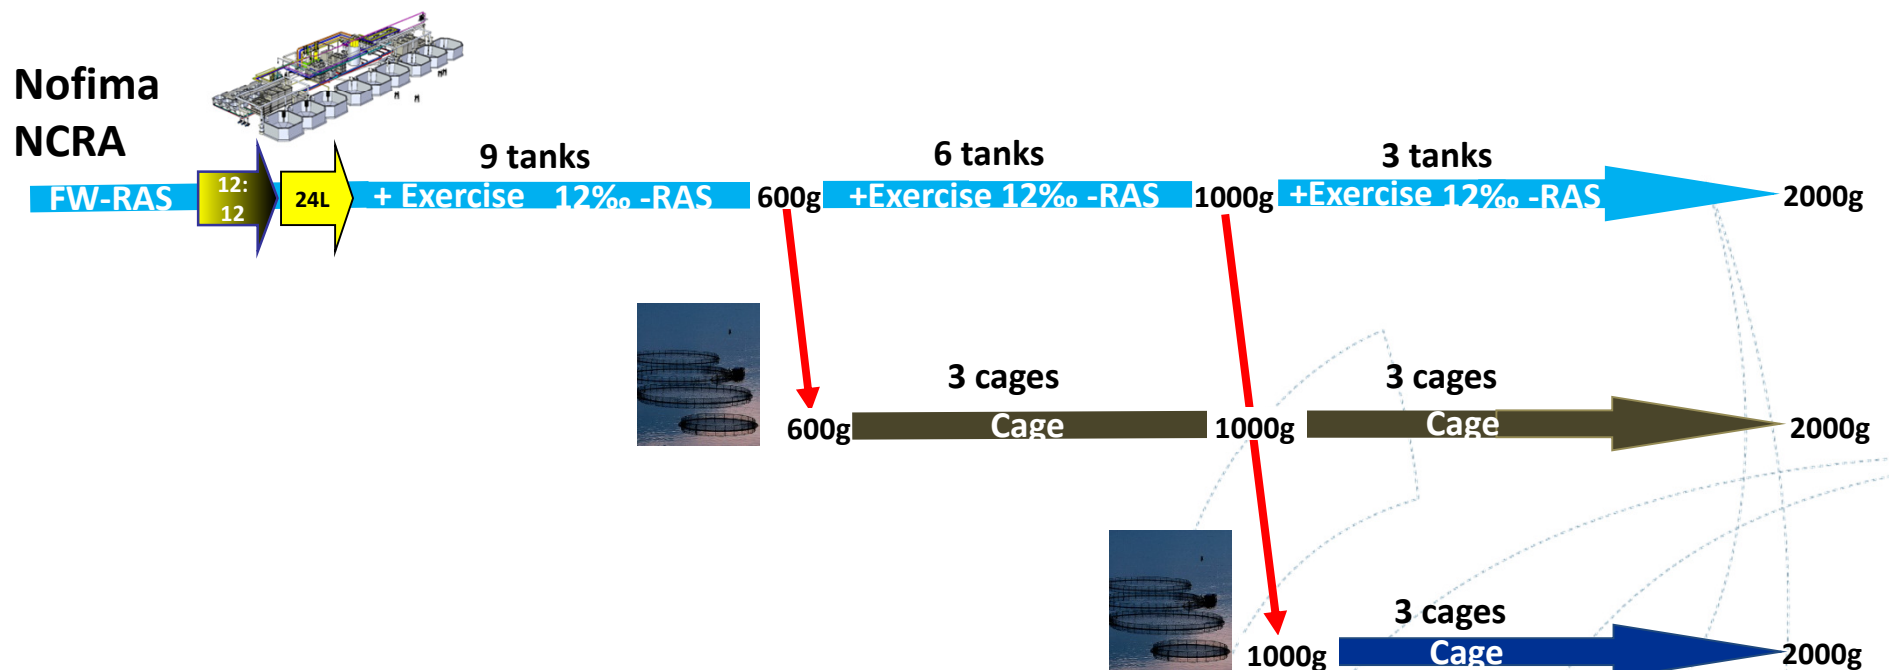 Nofima
NCRA
9 tanks
6 tanks
3 tanks
FW-RAS
12:
12
24L
+ Exercise 12‰ -RAS
600g
+Exercise 12‰ -RAS
1000g
+Exercise 12‰ -RAS
2000g
3 cages
3 cages
600g
Cage
1000g
Cage
2000g
3 cages
1000g
Cage
2000g